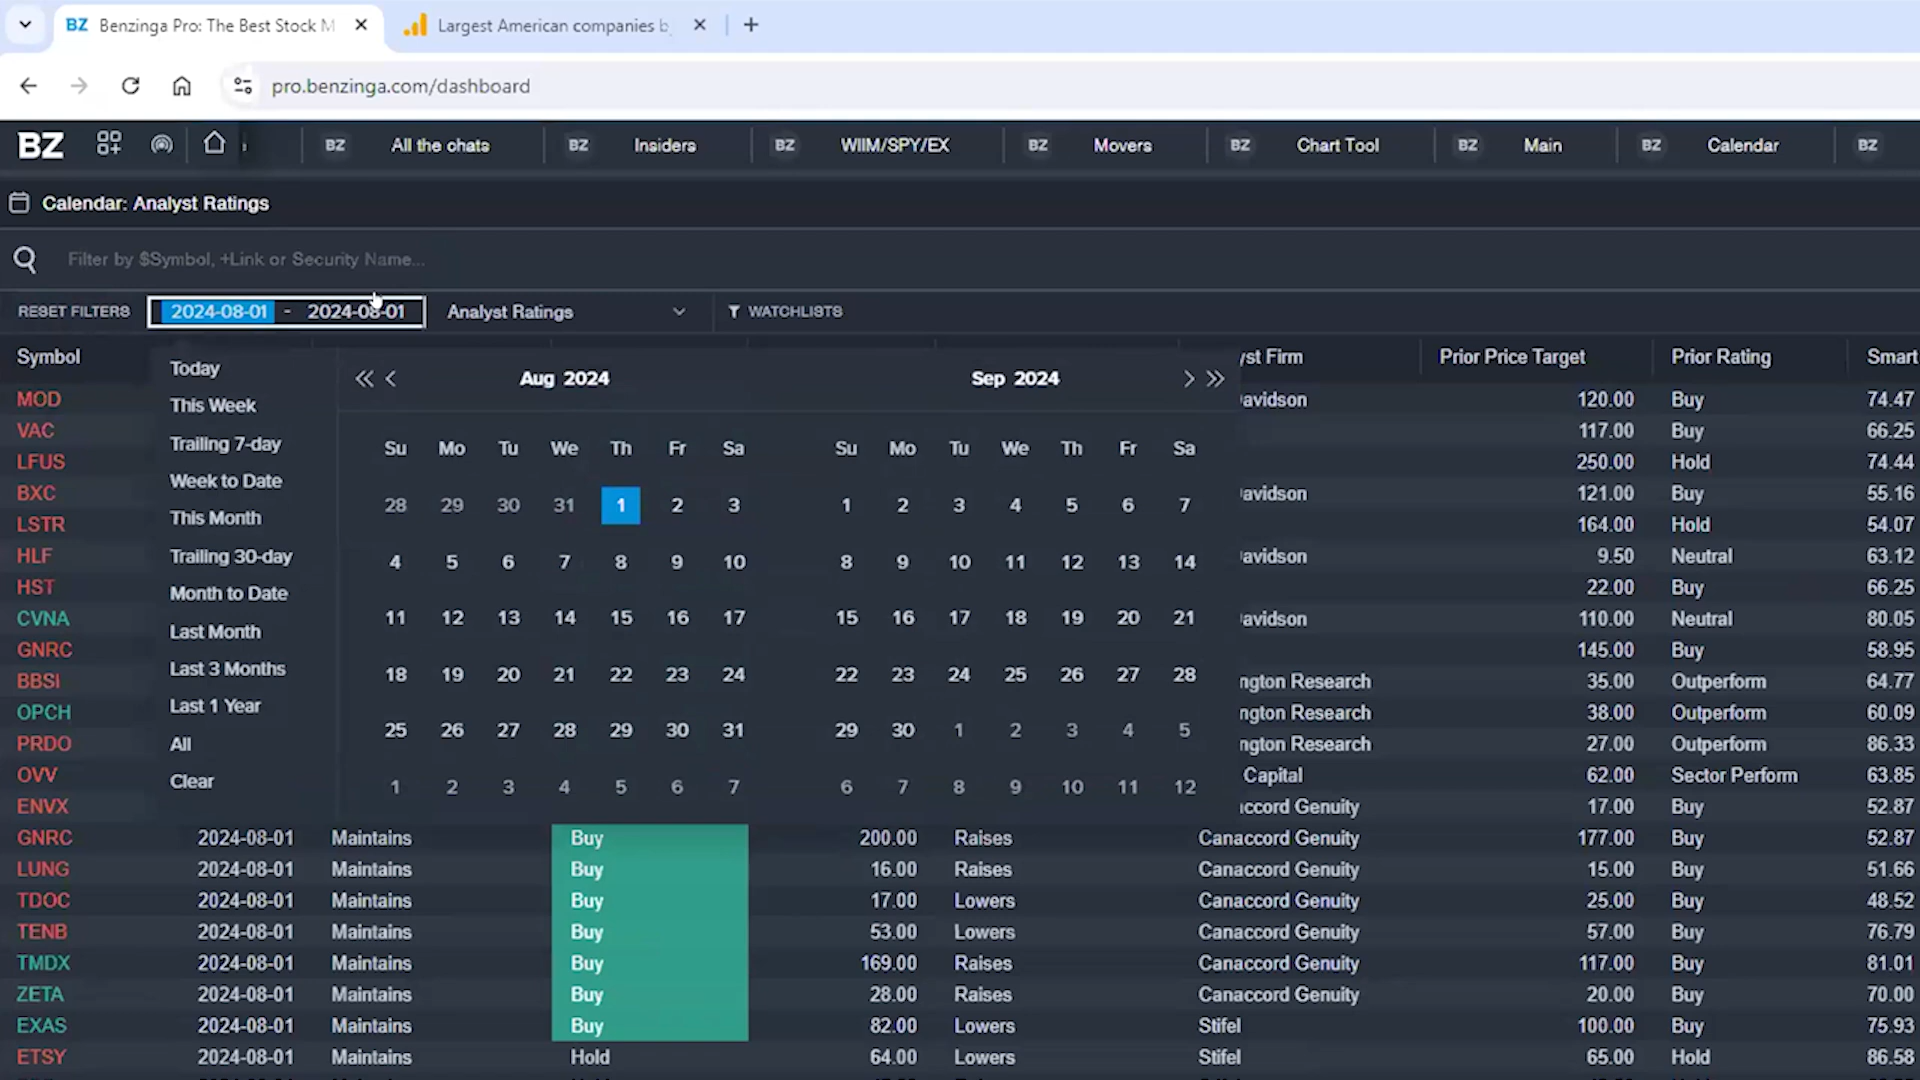 BZ Benzinga Pro: The Best Stock M
Largest American companies b
pro.benzinga.com/dashboard
BZ BZ All the chats BZ Insiders BZ WIIM/SPY/EX BZ Movers BZ Chart Tool BZ Main BZ Calendar BZ
Calendar: Analyst Ratings
Filter by $Symbol, +Link or Security Name...
RESET FILTERS 2024-08-01 - 2024-08-01 Analyst Ratings WATCHLISTS
Symbol yst Firm Prior Price Target Prior Rating Smart
Today
This Week
Trailing 7-day
Week to Date
This Month
Trailing 30-day
Month to Date
Last Month
Last 3 Months
Last 1 Year
All
Clear
Aug 2024
Su Mo Tu We Th Fr Sa
28 29 30 31 1 2 3
4 5 6 7 8 9 10
11 12 13 14 15 16 17
18 19 20 21 22 23 24
25 26 27 28 29 30 31
1 2 3 4 5 6 7
Sep 2024
Su Mo Tu We Th Fr Sa
1 2 3 4 5 6 7
8 9 10 11 12 13 14
15 16 17 18 19 20 21
22 23 24 25 26 27 28
29 30 1 2 3 4 5
6 7 8 9 10 11 12
MOD avidson 120.00 Buy 74.47
VAC 117.00 Buy 66.25
LFUS 250.00 Hold 74.44
BXC avidson 121.00 Buy 55.16
LSTR 164.00 Hold 54.07
HLF avidson 9.50 Neutral 63.12
HST 22.00 Buy 66.25
CVNA avidson 110.00 Neutral 80.05
GNRC 145.00 Buy 58.95
BBSI ngton Research 35.00 Outperform 64.77
OPCH ngton Research 38.00 Outperform 60.09
PRDO ngton Research 27.00 Outperform 86.33
OVV Capital 62.00 Sector Perform 63.85
ENVX ccord Genuity 17.00 Buy 52.87
GNRC 2024-08-01 Maintains Buy 200.00 Raises Canaccord Genuity 177.00 Buy 52.87
LUNG 2024-08-01 Maintains Buy 16.00 Raises Canaccord Genuity 15.00 Buy 51.66
TDOC 2024-08-01 Maintains Buy 17.00 Lowers Canaccord Genuity 25.00 Buy 48.52
TENB 2024-08-01 Maintains Buy 53.00 Lowers Canaccord Genuity 57.00 Buy 76.79
TMDX 2024-08-01 Maintains Buy 169.00 Raises Canaccord Genuity 117.00 Buy 81.01
ZETA 2024-08-01 Maintains Buy 28.00 Raises Canaccord Genuity 20.00 Buy 70.00
EXAS 2024-08-01 Maintains Buy 82.00 Lowers Stifel 100.00 Buy 75.93
ETSY 2024-08-01 Maintains Hold 64.00 Lowers Stifel 65.00 Hold 86.58